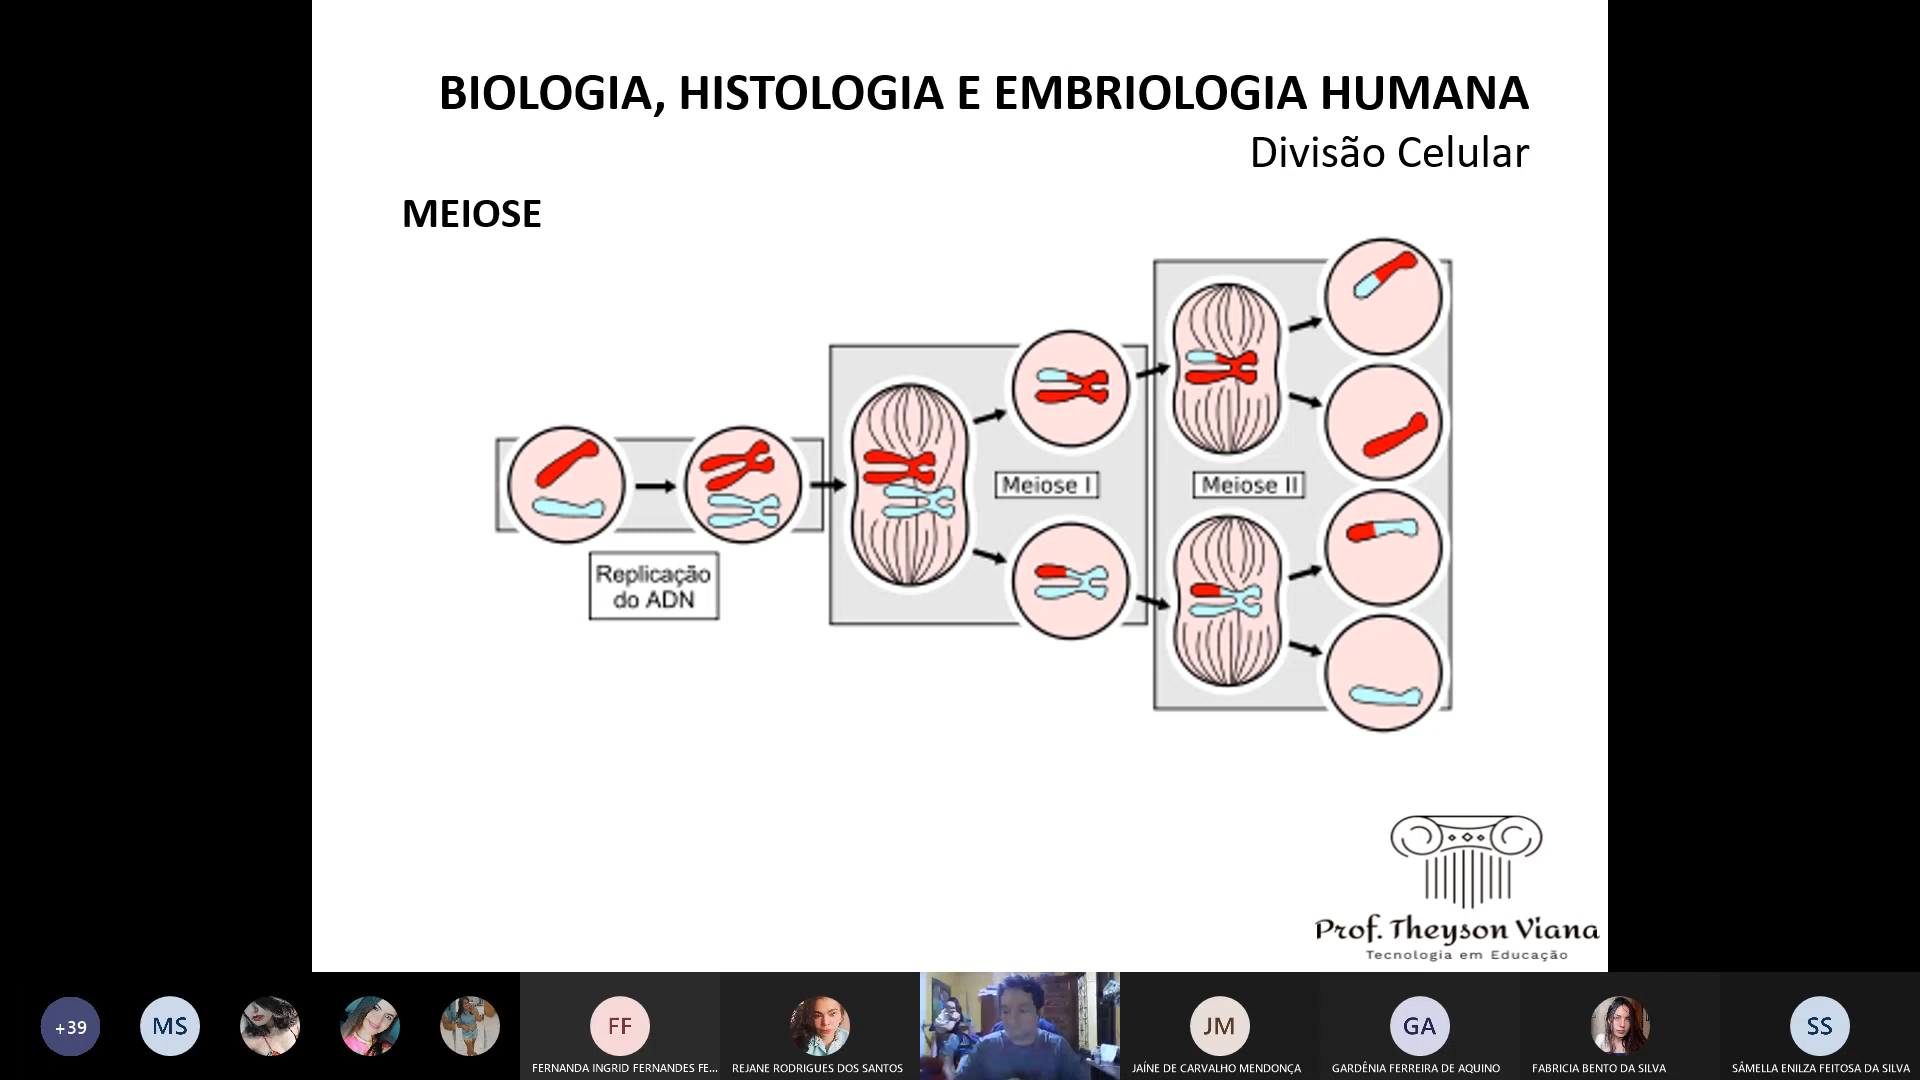 BIOLOGIA, HISTOLOGIA E EMBRIOLOGIA HUMANA
Divisão Celular
MEIOSE
Meiose I
Meiose II
Replicação
do ADN
Prof. Theyson Viana
Tecnologia em Educação
+39
MS
FF
JM
GA
SS
FERNANDA INGRID FERNANDES FE...
REJANE RODRIGUES DOS SANTOS
JAÍNE DE CARVALHO MENDONÇA
GARDÊNIA FERREIRA DE AQUINO
FABRICIA BENTO DA SILVA
SÂMELLA ENILZA FEITOSA DA SILVA